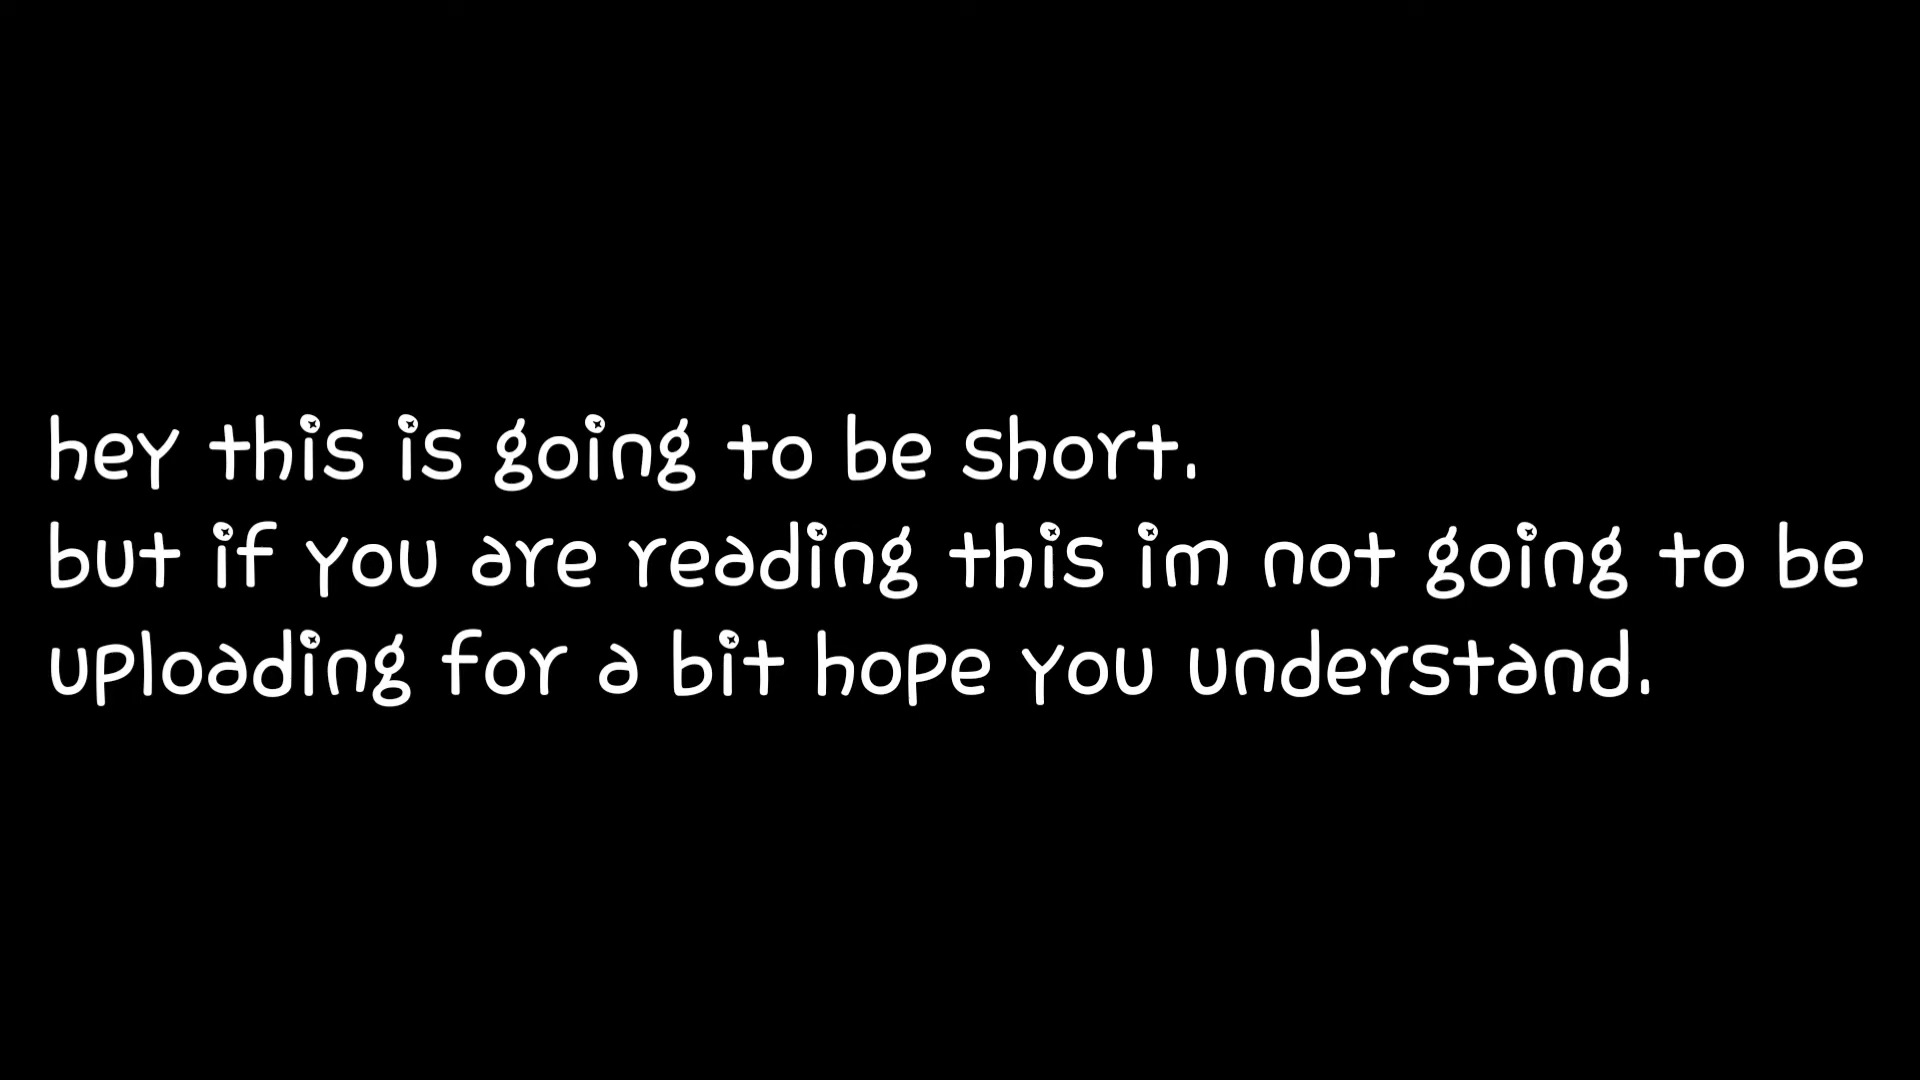 hey this is going to be short.
but if you are reading this im not going to be
uploading for a bit hope you understand.